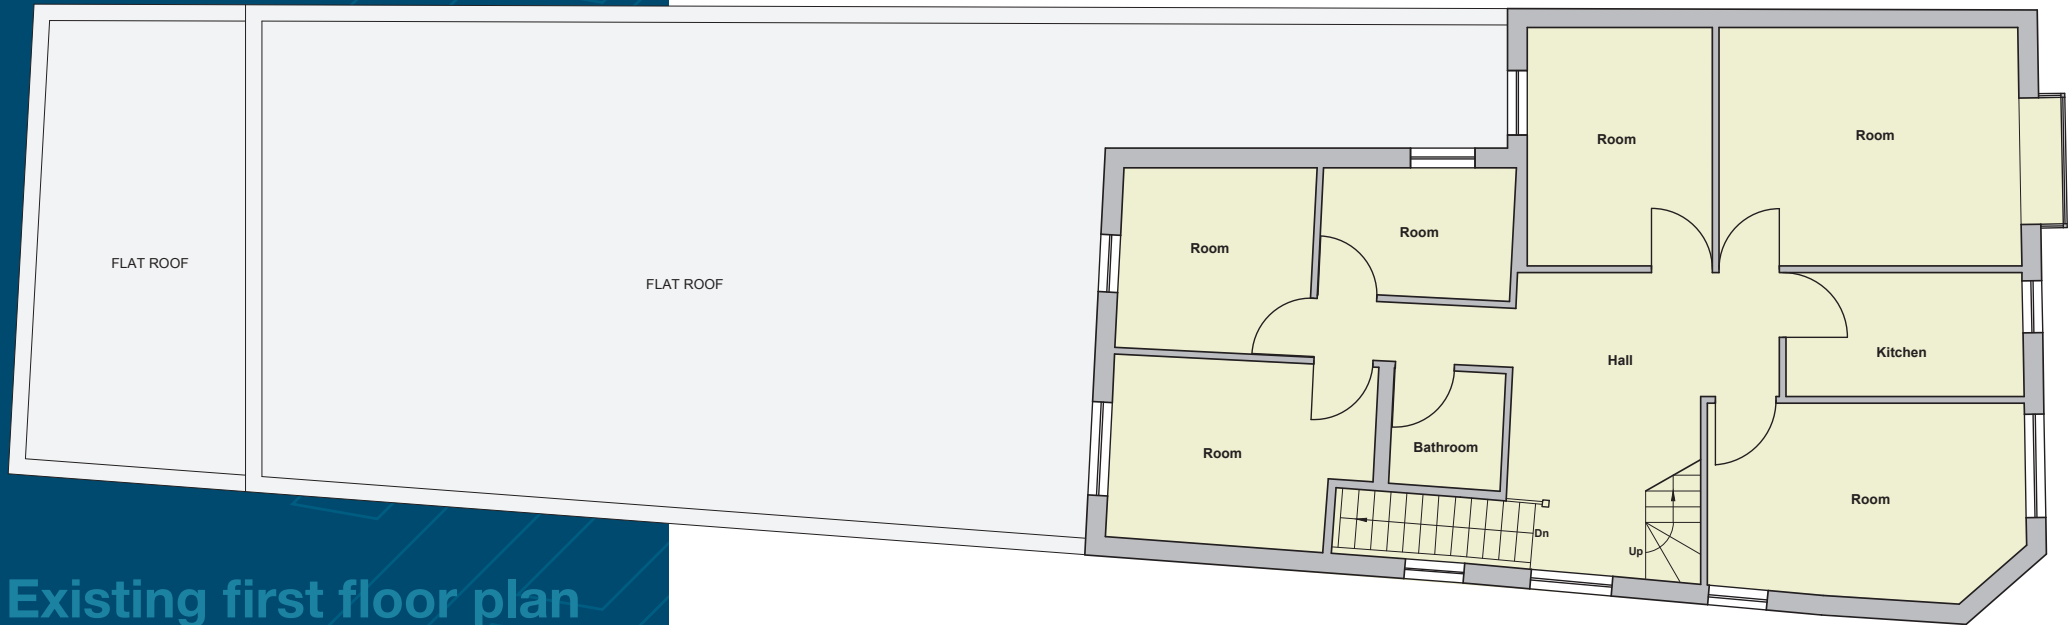 Room
Room
Room
Room
FLAT ROOF
FLAT ROOF
Kitchen
Hall
Room
Bathroom
Room
Dn
Up
Existing first floor plan